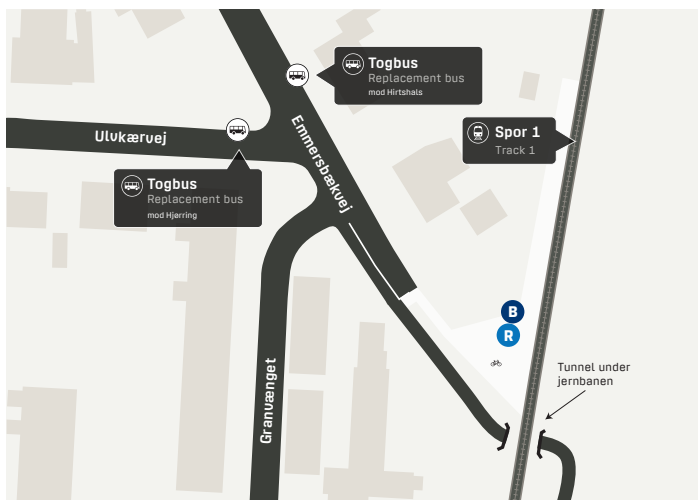 Togbus
Replacement bus
mod Hirtshals
Spor 1
Track 1
Ulvkærvej
Emmersbækvej
Togbus
Replacement bus
mod Hjørring
B
R
Granvænget
Tunnel under
jernbanen